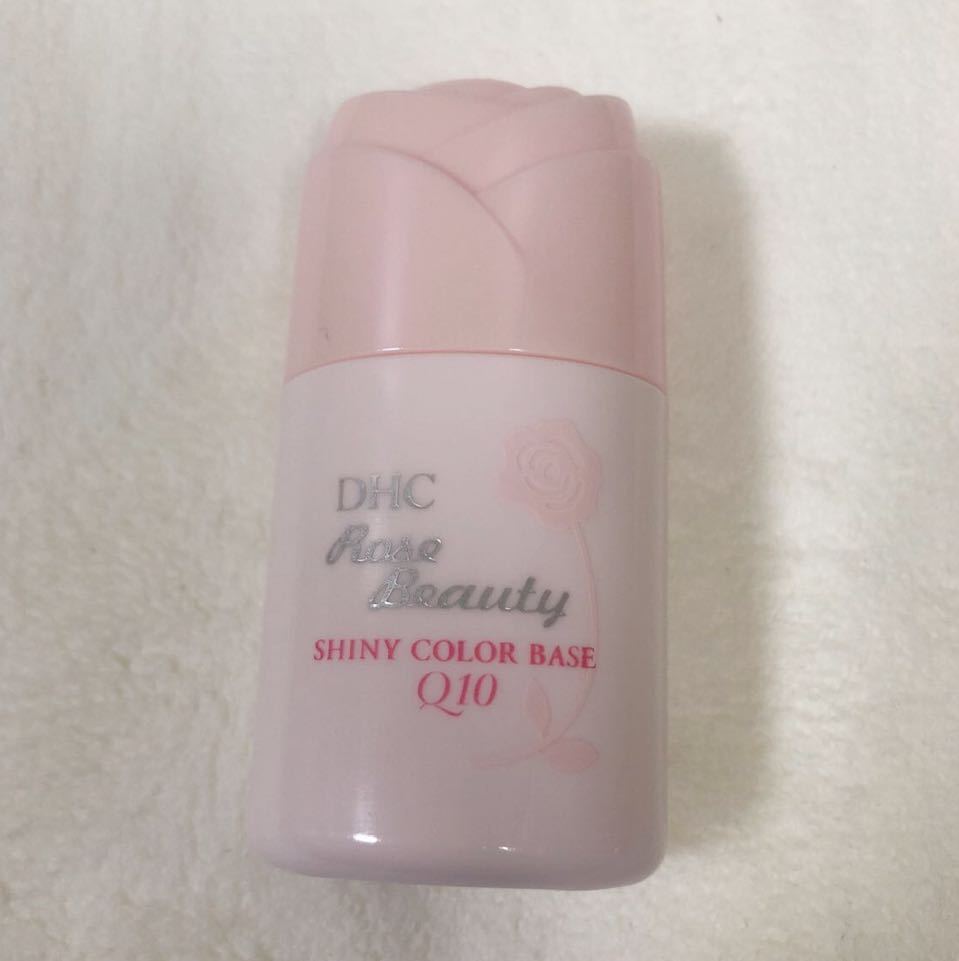 DHC
Rose
Beauty
SHINY COLOR BASE
Q10